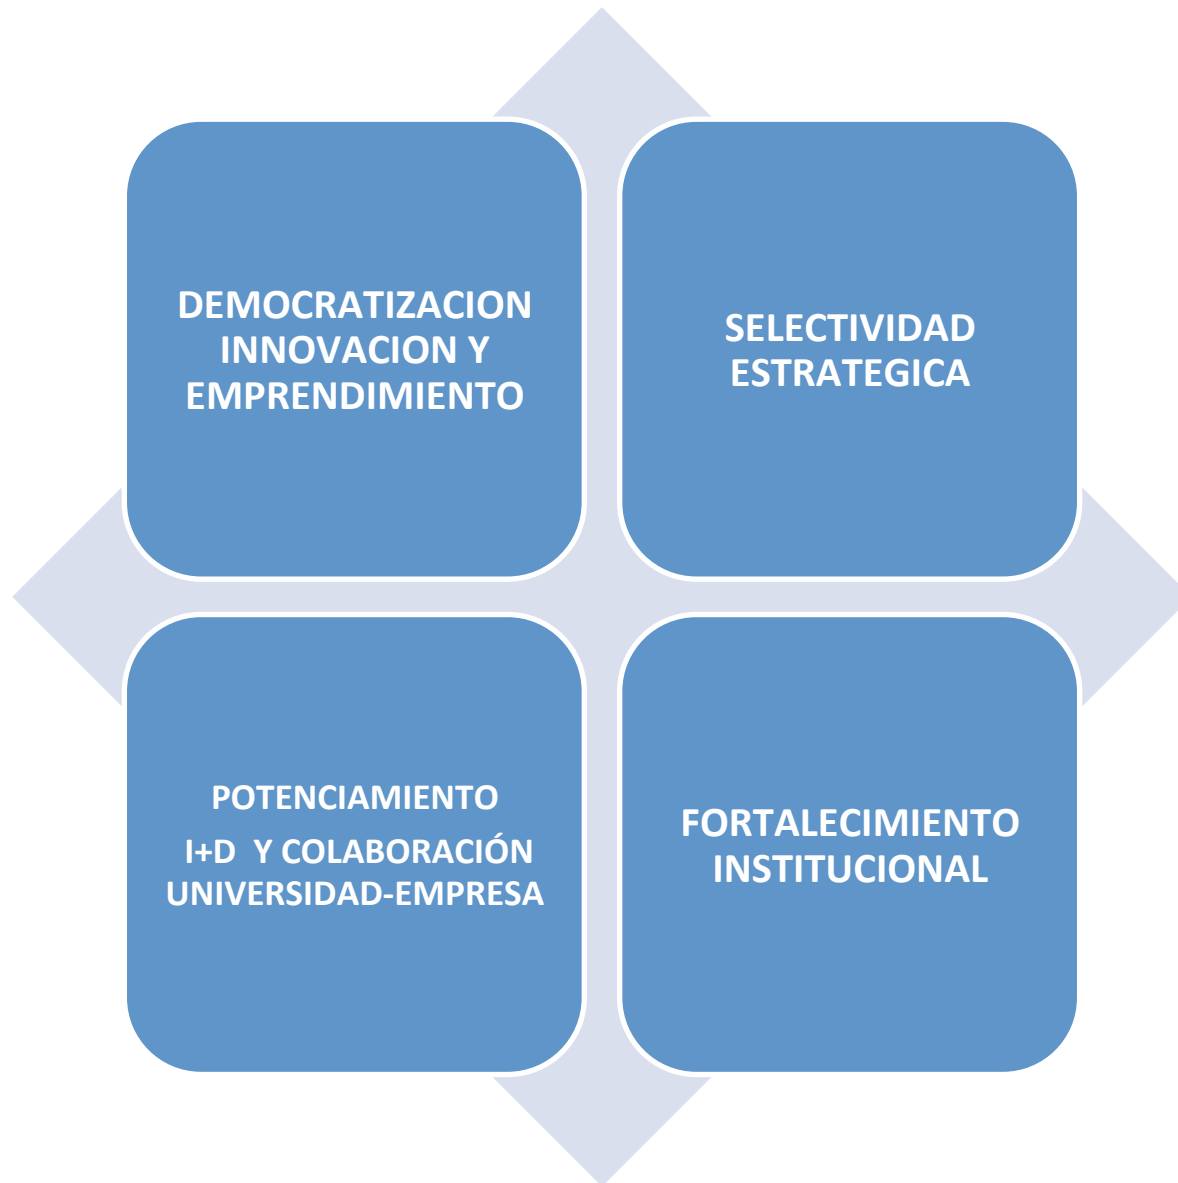 DEMOCRATIZACION
INNOVACION Y
EMPRENDIMIENTO
SELECTIVIDAD
ESTRATEGICA
POTENCIAMIENTO
I+D  Y COLABORACIÓN
UNIVERSIDAD-EMPRESA
FORTALECIMIENTO
INSTITUCIONAL